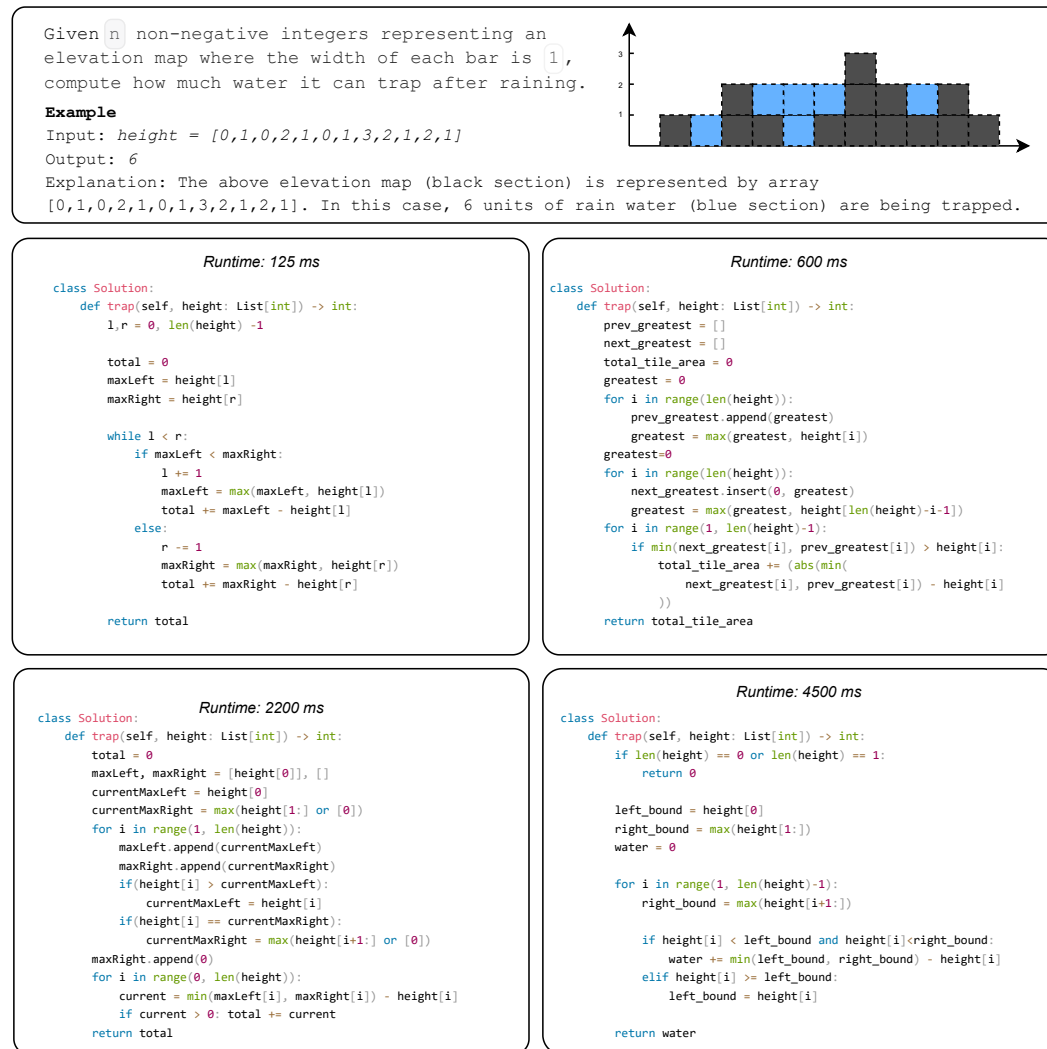 Given n non-negative integers representing an
elevation map where the width of each bar is 1,
compute how much water it can trap after raining.
Example
Input: height = [0,1,0,2,1,0,1,3,2,1,2,1]
Output: 6
Explanation: The above elevation map (black section) is represented by array
[0,1,0,2,1,0,1,3,2,1,2,1]. In this case, 6 units of rain water (blue section) are being trapped.
3
2
1
Runtime: 125 ms
class Solution:
    def trap(self, height: List[int]) -> int:
        l,r = 0, len(height) -1
        total = 0
        maxLeft = height[l]
        maxRight = height[r]
        while l < r:
            if maxLeft < maxRight:
                l += 1
                maxLeft = max(maxLeft, height[l])
                total += maxLeft - height[l]
            else:
                r -= 1
                maxRight = max(maxRight, height[r])
                total += maxRight - height[r]
        return total
Runtime: 600 ms
class Solution:
    def trap(self, height: List[int]) -> int:
        prev_greatest = []
        next_greatest = []
        total_tile_area = 0
        greatest = 0
        for i in range(len(height)):
            prev_greatest.append(greatest)
            greatest = max(greatest, height[i])
        greatest=0
        for i in range(len(height)):
            next_greatest.insert(0, greatest)
            greatest = max(greatest, height[len(height)-i-1])
        for i in range(1, len(height)-1):
            if min(next_greatest[i], prev_greatest[i]) > height[i]:
                total_tile_area += (abs(min(
                    next_greatest[i], prev_greatest[i]) - height[i]
                ))
        return total_tile_area
Runtime: 2200 ms
class Solution:
    def trap(self, height: List[int]) -> int:
        total = 0
        maxLeft, maxRight = [height[0]], []
        currentMaxLeft = height[0]
        currentMaxRight = max(height[1:] or [0])
        for i in range(1, len(height)):
            maxLeft.append(currentMaxLeft)
            maxRight.append(currentMaxRight)
            if(height[i] > currentMaxLeft):
                currentMaxLeft = height[i]
            if(height[i] == currentMaxRight):
                currentMaxRight = max(height[i+1:] or [0])
        maxRight.append(0)
        for i in range(0, len(height)):
            current = min(maxLeft[i], maxRight[i]) - height[i]
            if current > 0: total += current
        return total
Runtime: 4500 ms
class Solution:
    def trap(self, height: List[int]) -> int:
        if len(height) == 0 or len(height) == 1:
            return 0
        left_bound = height[0]
        right_bound = max(height[1:])
        water = 0
        for i in range(1, len(height)-1):
            right_bound = max(height[i+1:])
            if height[i] < left_bound and height[i]<right_bound:
                water += min(left_bound, right_bound) - height[i]
            elif height[i] >= left_bound:
                left_bound = height[i]
        return water